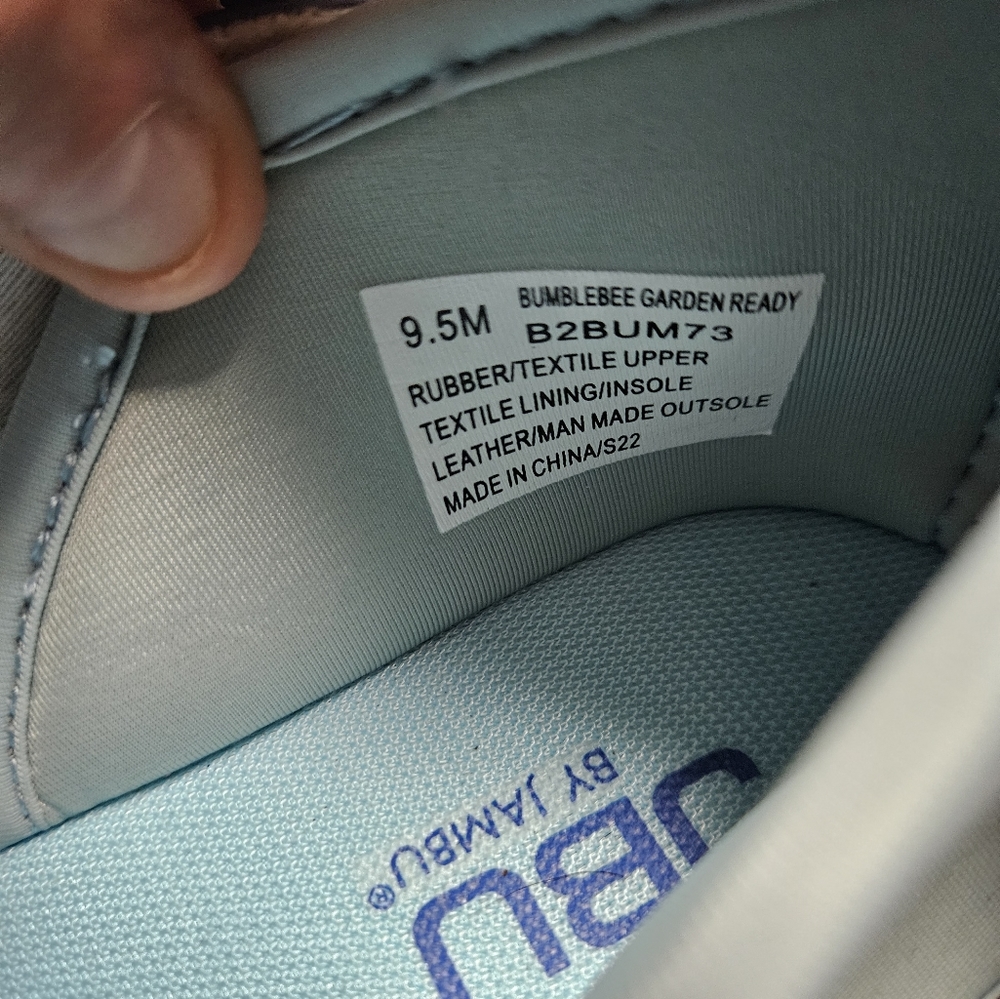 9.5M BUMBLEBEE GARDEN READY
B2BUM73
RUBBER/TEXTILE UPPER
TEXTILE LINING/INSOLE
LEATHER/MAN MADE OUTSOLE
MADE IN CHINA/S22
JBU
BY JAMBU®